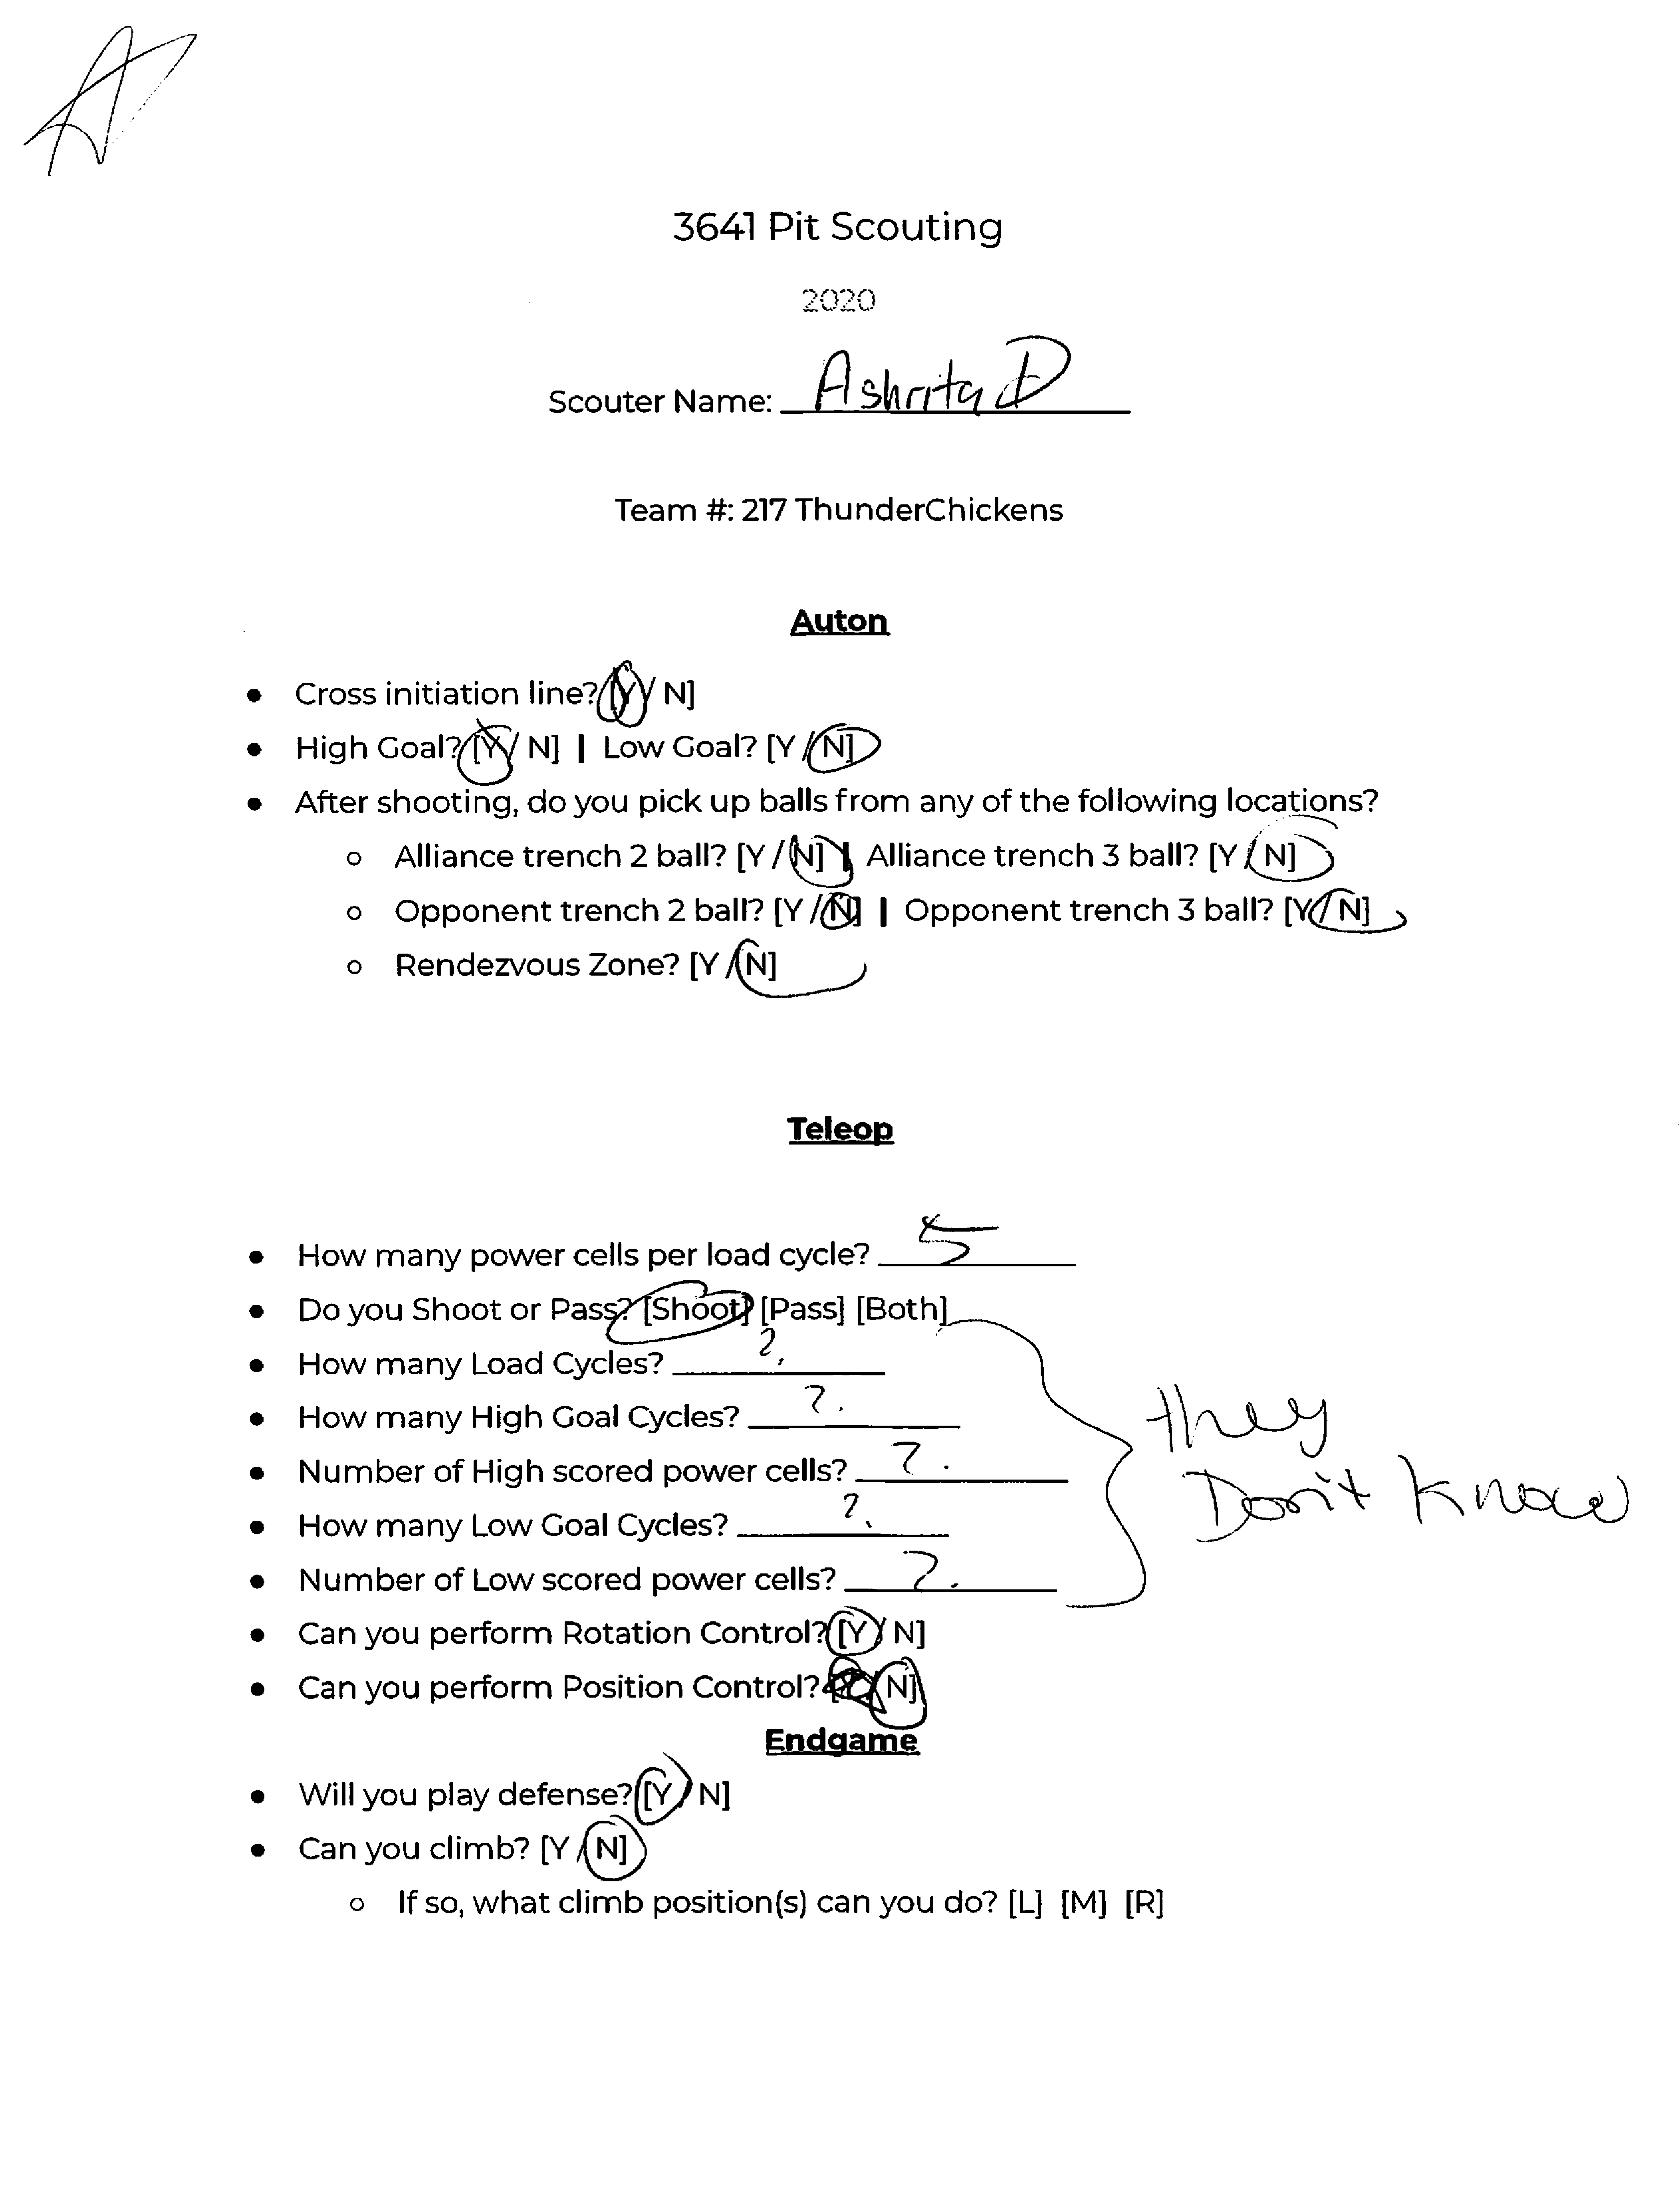 A
3641 Pit Scouting
2020
Scouter Name: Ashrita D
Team #: 217 ThunderChickens
Auton
● Cross initiation line? [Y / N]
● High Goal? [Y / N] | Low Goal? [Y / N]
● After shooting, do you pick up balls from any of the following locations?
○ Alliance trench 2 ball? [Y / N] | Alliance trench 3 ball? [Y / N]
○ Opponent trench 2 ball? [Y / N] | Opponent trench 3 ball? [Y / N]
○ Rendezvous Zone? [Y / N]
Teleop
● How many power cells per load cycle? 5
● Do you Shoot or Pass? [Shoot] [Pass] [Both]
● How many Load Cycles? ?.
● How many High Goal Cycles? ?.
● Number of High scored power cells? ?.
● How many Low Goal Cycles? ?.
● Number of Low scored power cells? ?.
they
Don't know
● Can you perform Rotation Control? [Y / N]
● Can you perform Position Control? [Y / N]
Endgame
● Will you play defense? [Y / N]
● Can you climb? [Y / N]
○ If so, what climb position(s) can you do? [L] [M] [R]